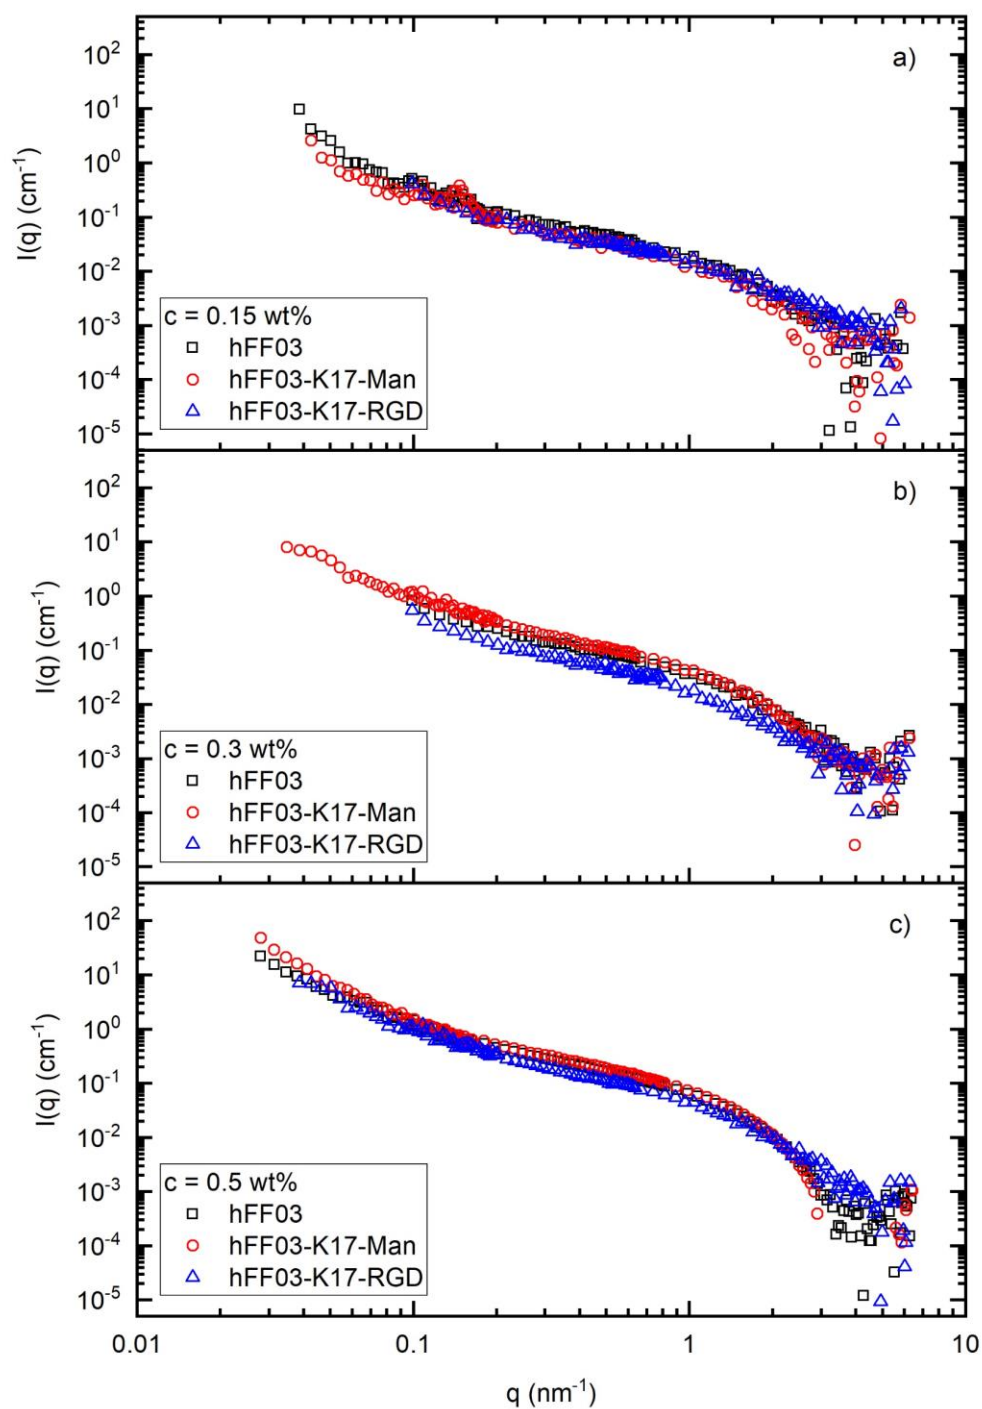 a)
10²
10¹
10⁰
10⁻¹
10⁻²
10⁻³
10⁻⁴
10⁻⁵
I(q) (cm⁻¹)
c = 0.15 wt%
hFF03
hFF03-K17-Man
hFF03-K17-RGD
b)
10²
10¹
10⁰
10⁻¹
10⁻²
10⁻³
10⁻⁴
10⁻⁵
I(q) (cm⁻¹)
c = 0.3 wt%
hFF03
hFF03-K17-Man
hFF03-K17-RGD
c)
10²
10¹
10⁰
10⁻¹
10⁻²
10⁻³
10⁻⁴
10⁻⁵
I(q) (cm⁻¹)
c = 0.5 wt%
hFF03
hFF03-K17-Man
hFF03-K17-RGD
0.01 0.1 1 10
q (nm⁻¹)